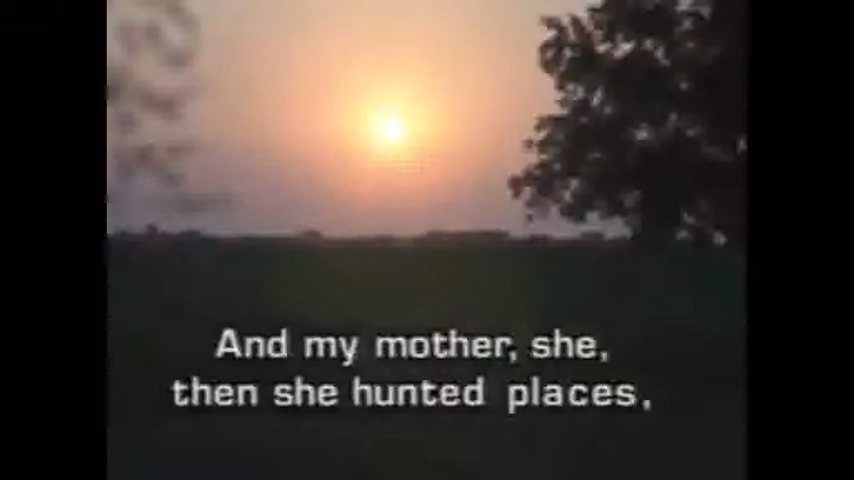 And my mother, she,
then she hunted places,